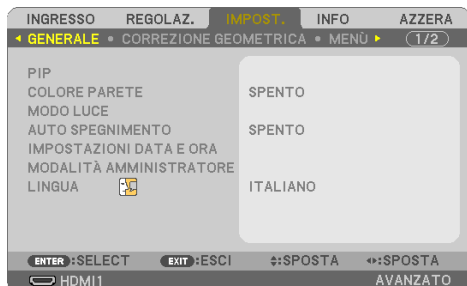 INGRESSO REGOLAZ. IMPOST. INFO AZZERA
GENERALE • CORREZIONE GEOMETRICA • MENÙ 1/2
PIP
COLORE PARETE SPENTO
MODO LUCE
AUTO SPEGNIMENTO SPENTO
IMPOSTAZIONI DATA E ORA
MODALITÀ AMMINISTRATORE
LINGUA ITALIANO
ENTER :SELECT EXIT :ESCI :SPOSTA :SPOSTA
HDMI1 AVANZATO